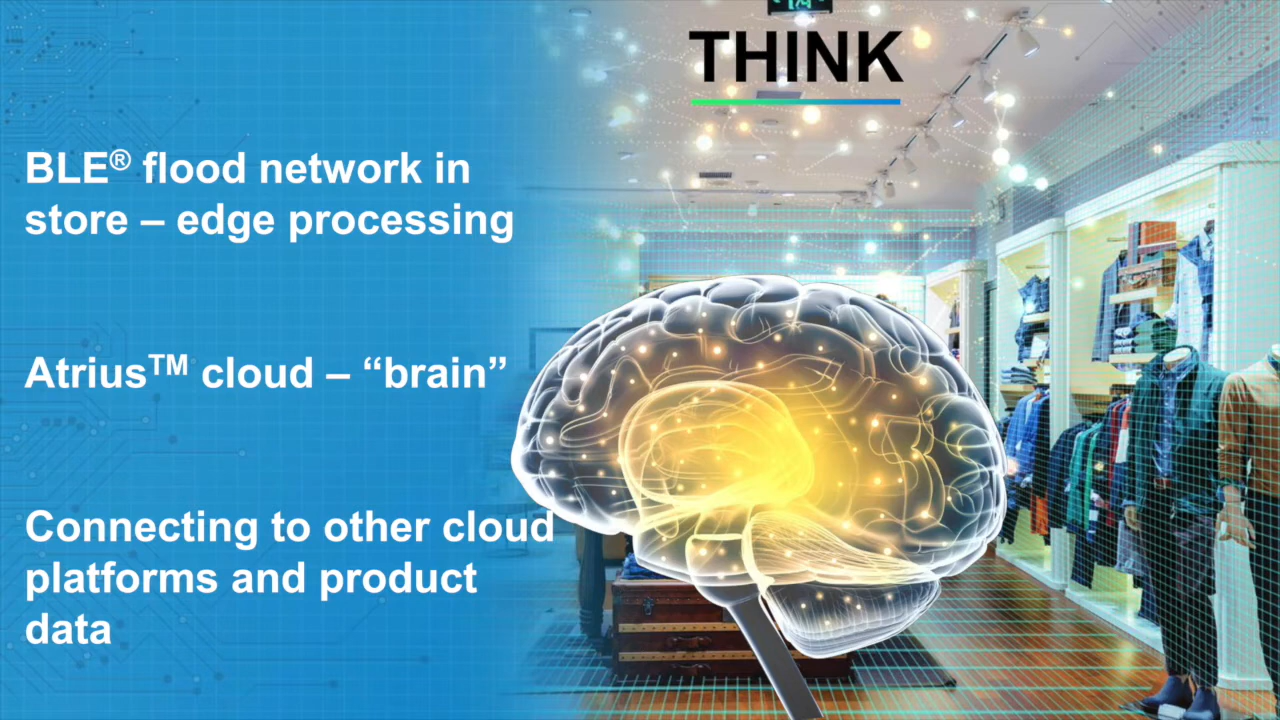 THINK
BLE® flood network in
store – edge processing
Atrius™ cloud – “brain”
Connecting to other cloud
platforms and product
data